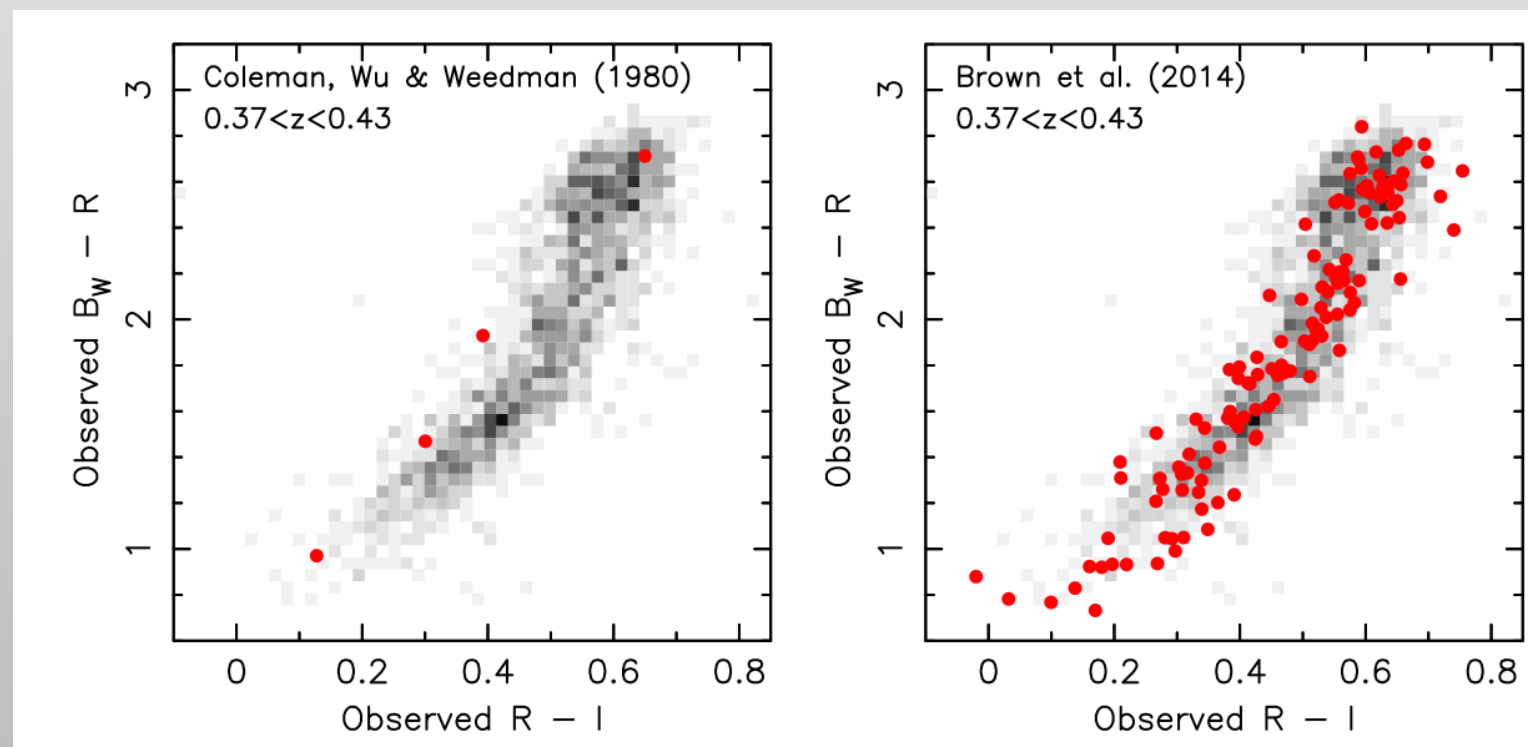 Coleman, Wu & Weedman (1980)
0.37<z<0.43
3
2
1
Observed B_W − R
0 0.2 0.4 0.6 0.8
Observed R − I
Brown et al. (2014)
0.37<z<0.43
3
2
1
Observed B_W − R
0 0.2 0.4 0.6 0.8
Observed R − I